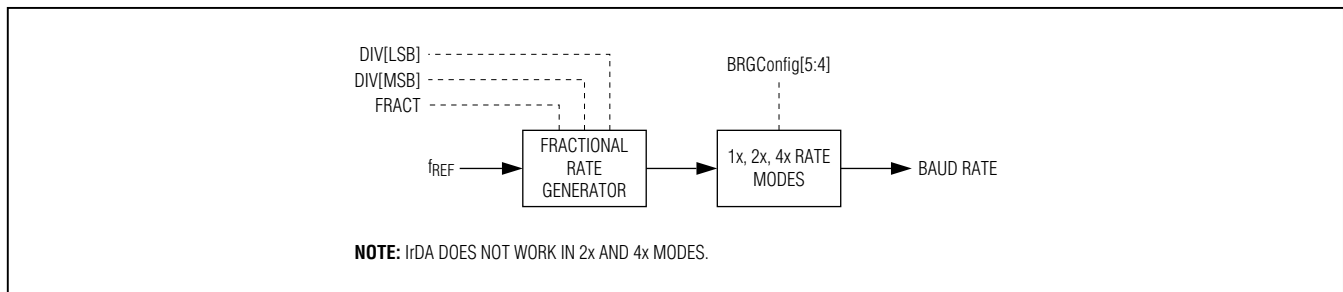 DIV[LSB]
DIV[MSB]
FRACT
BRGConfig[5:4]
fREF
FRACTIONAL
RATE
GENERATOR
1x, 2x, 4x RATE
MODES
BAUD RATE
NOTE: IrDA DOES NOT WORK IN 2x AND 4x MODES.